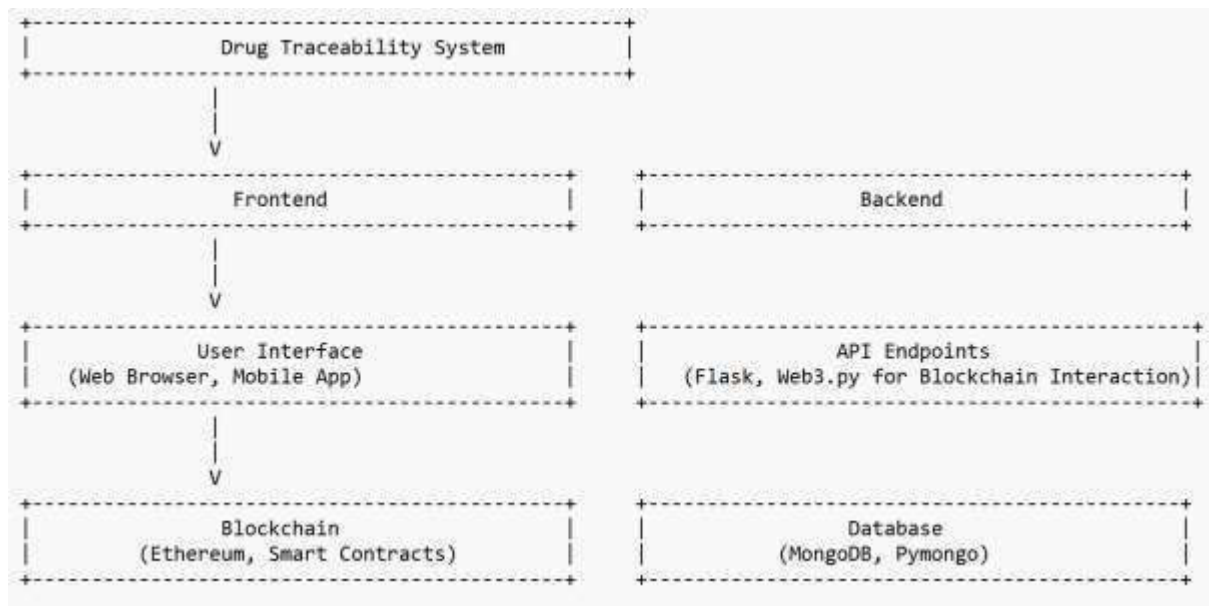 Drug Traceability System
Frontend
Backend
User Interface
(Web Browser, Mobile App)
API Endpoints
(Flask, Web3.py for Blockchain Interaction)
Blockchain
(Ethereum, Smart Contracts)
Database
(MongoDB, Pymongo)